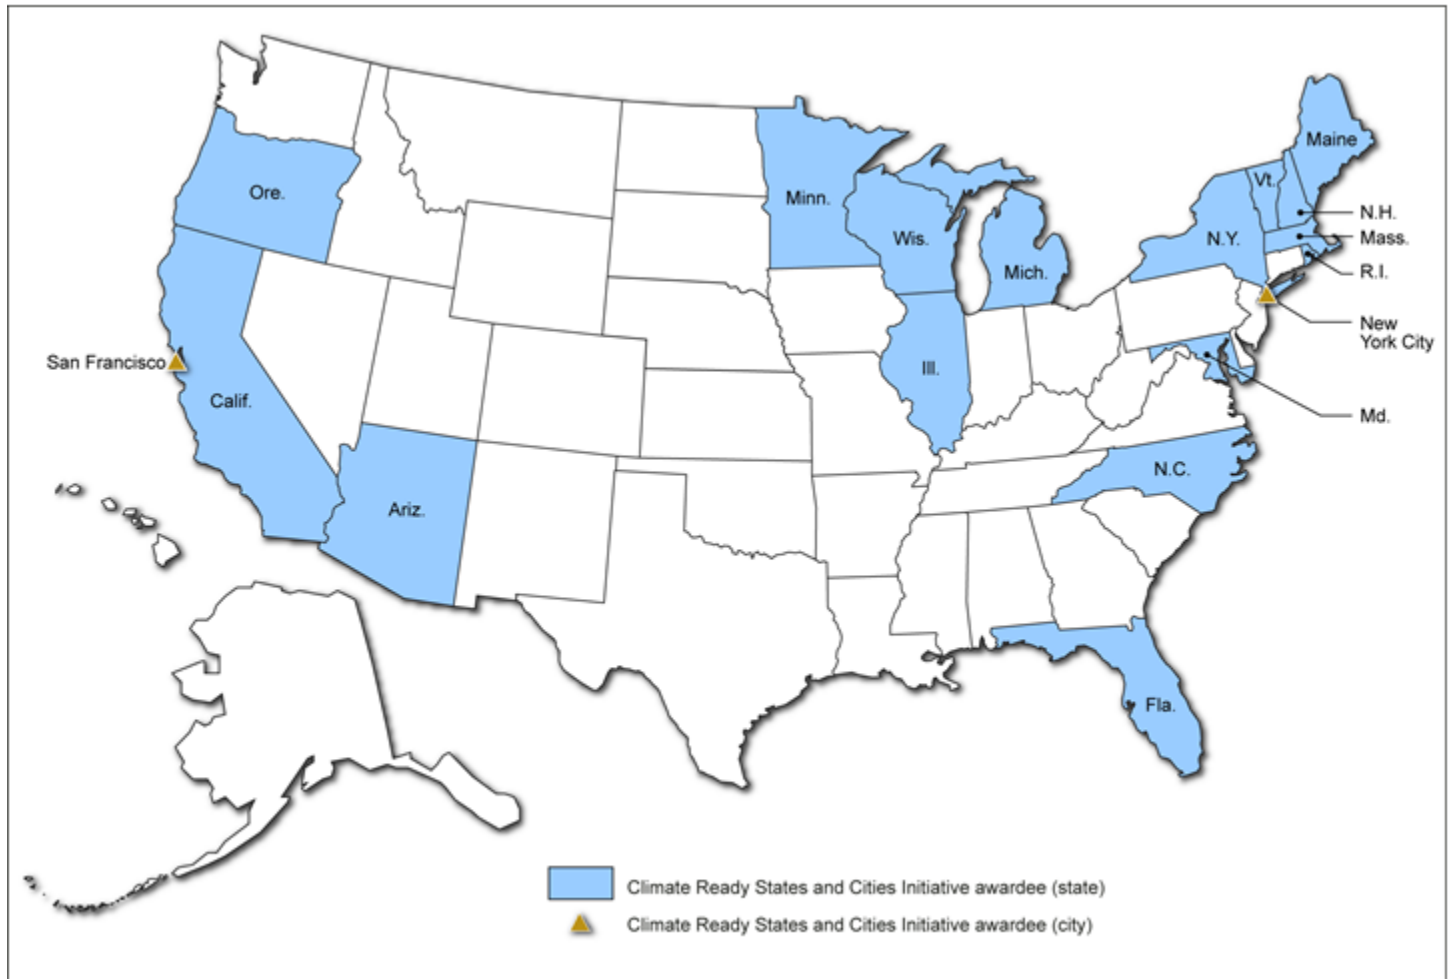 Maine
Vt.
Ore.
Minn.
N.H.
Wis.
N.Y.
Mass.
Mich.
R.I.
New
York City
San Francisco
Ill.
Calif.
Md.
N.C.
Ariz.
Fla.
Climate Ready States and Cities Initiative awardee (state)
Climate Ready States and Cities Initiative awardee (city)